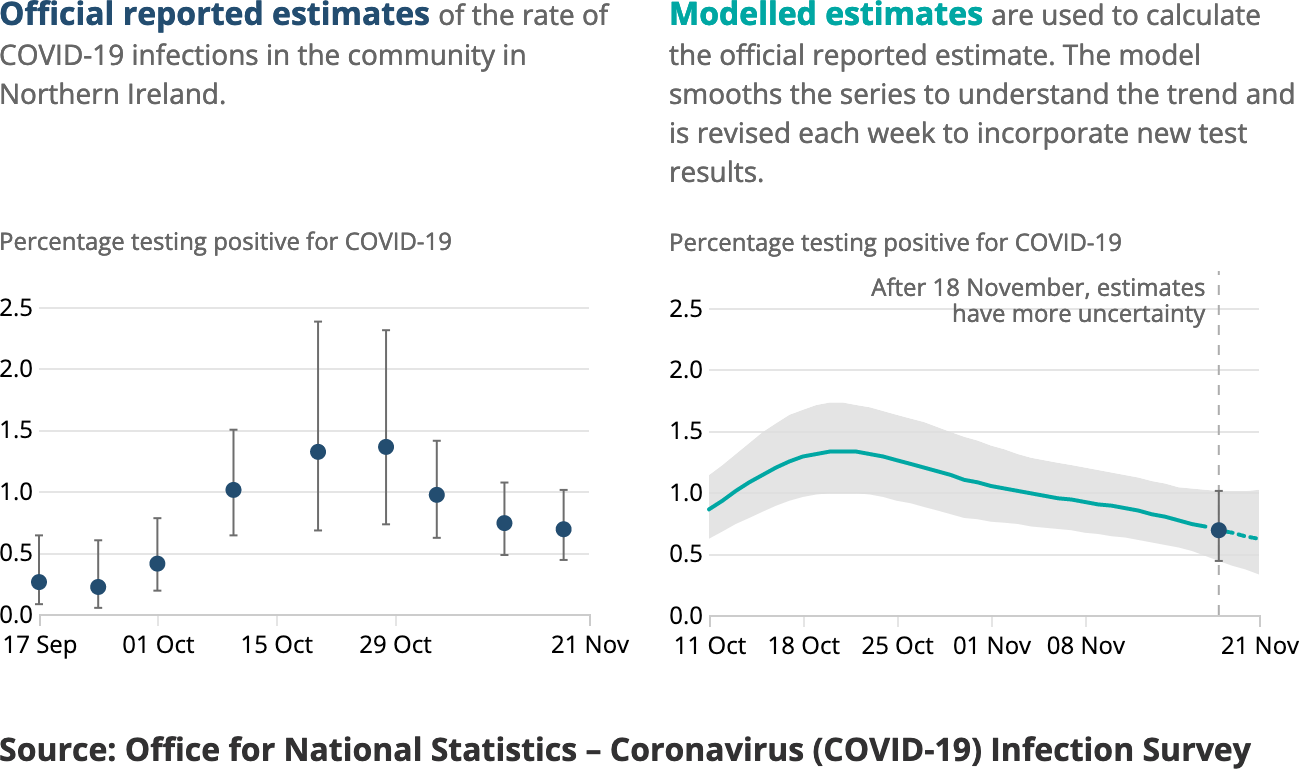 Official reported estimates of the rate of
COVID-19 infections in the community in
Northern Ireland.
Percentage testing positive for COVID-19
2.5
2.0
1.5
1.0
0.5
0.0
17 Sep 01 Oct 15 Oct 29 Oct 21 Nov
Modelled estimates are used to calculate
the official reported estimate. The model
smooths the series to understand the trend and
is revised each week to incorporate new test
results.
Percentage testing positive for COVID-19
After 18 November, estimates
have more uncertainty
2.5
2.0
1.5
1.0
0.5
0.0
11 Oct 18 Oct 25 Oct 01 Nov 08 Nov 21 Nov
Source: Office for National Statistics – Coronavirus (COVID-19) Infection Survey